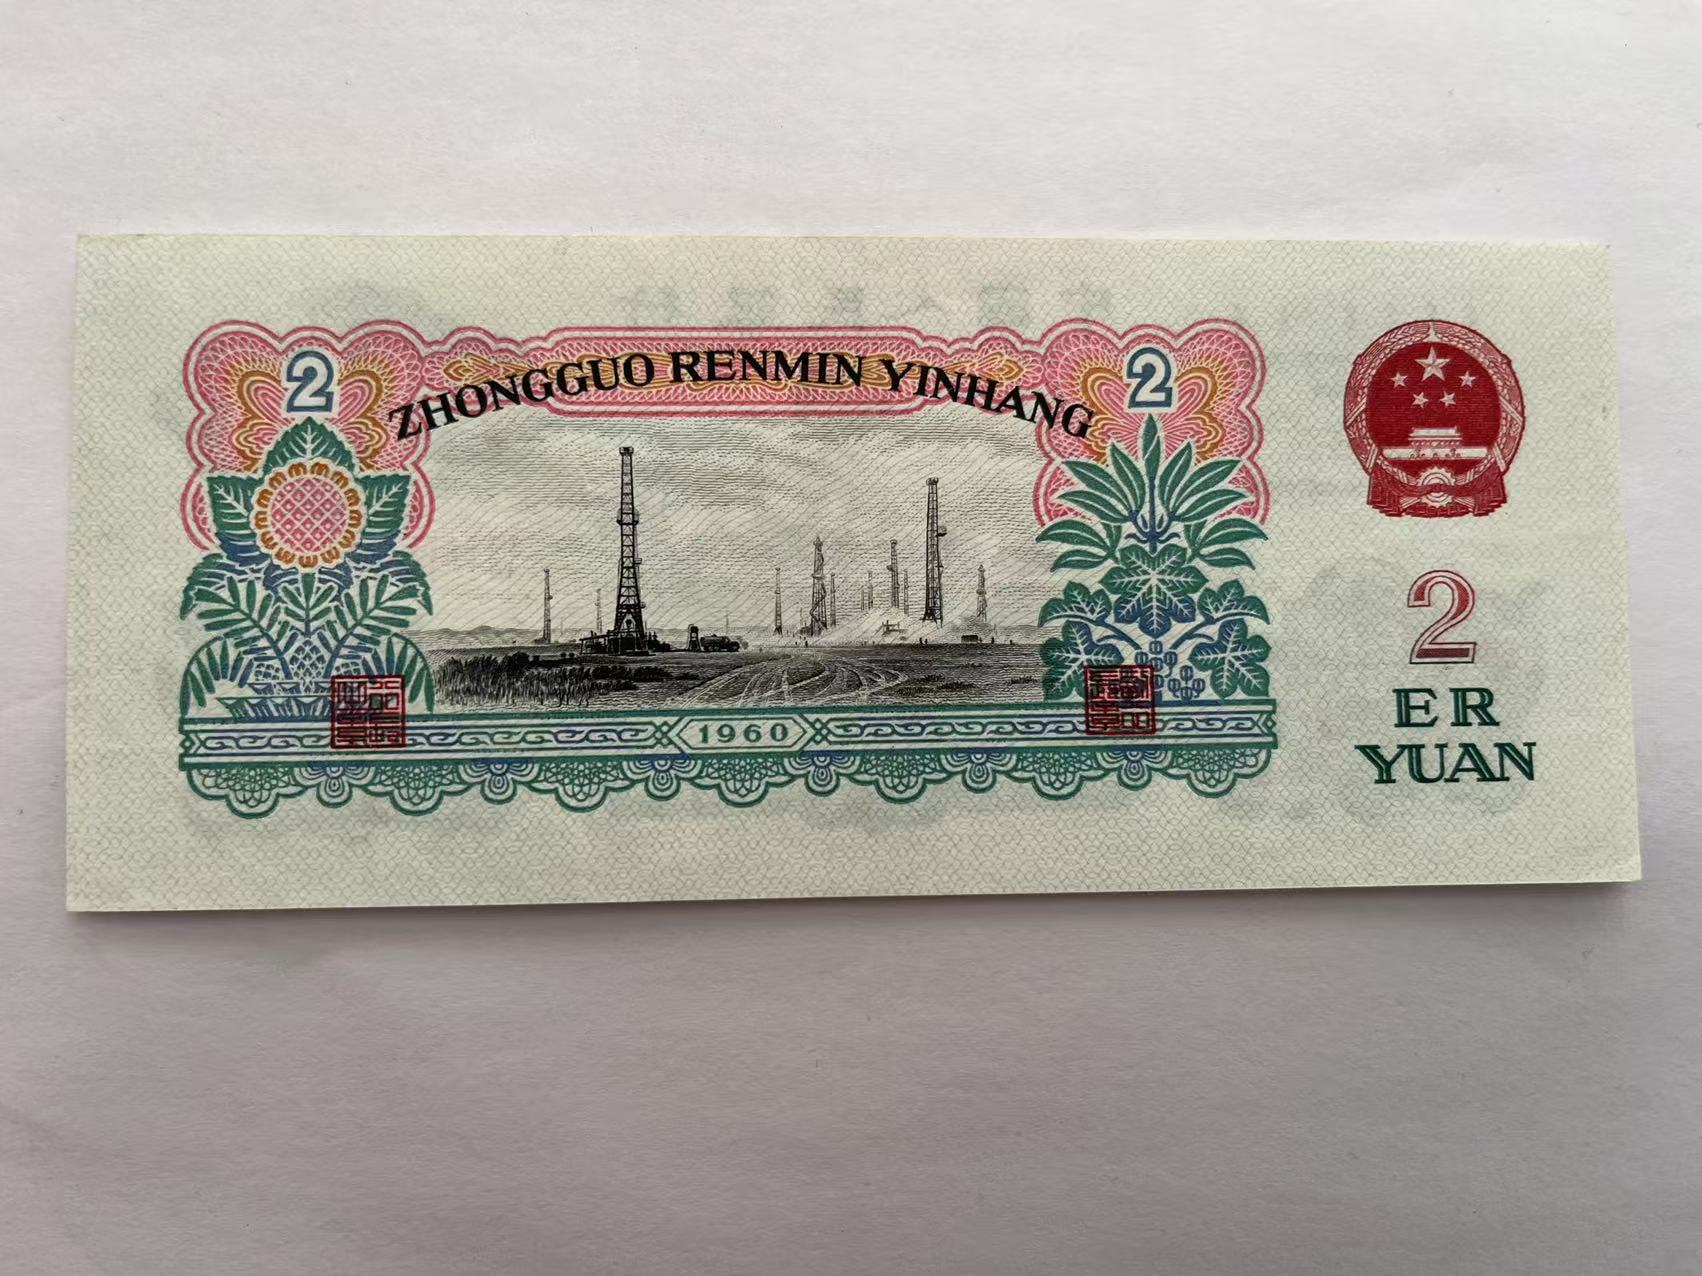 2
ZHONGGUO RENMIN YINHANG
2
1960
2
ER
YUAN